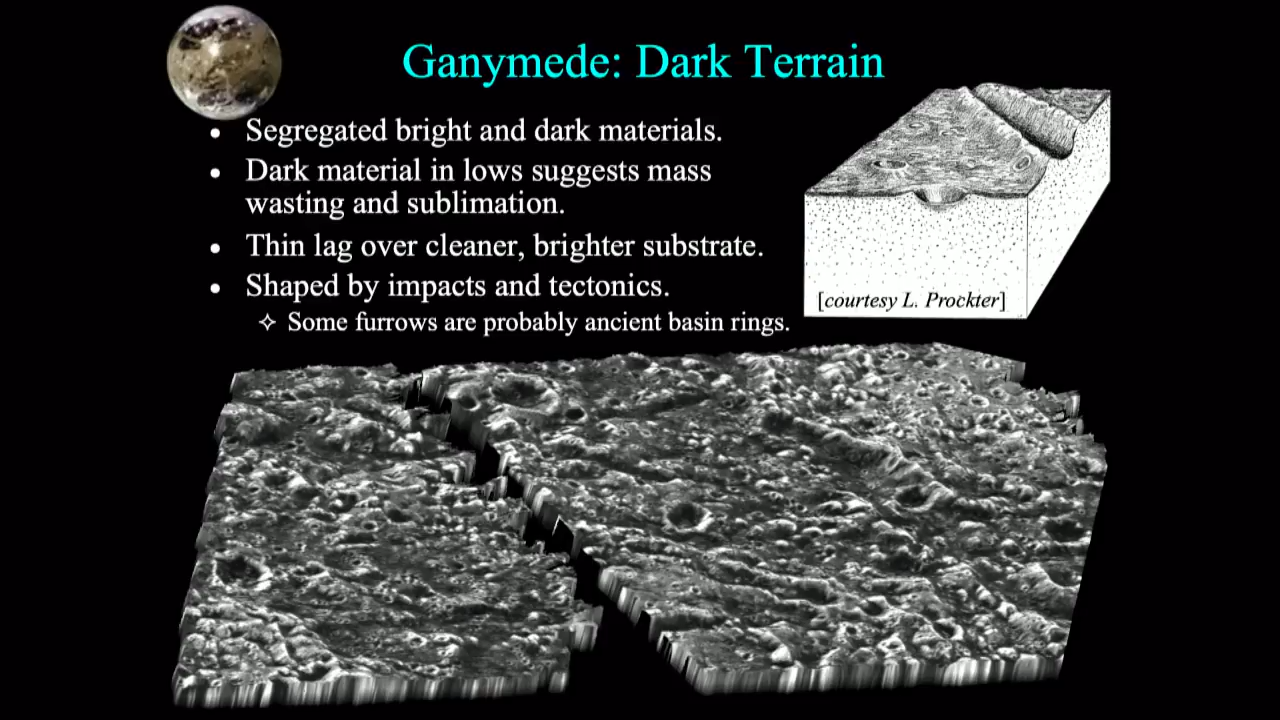 Ganymede: Dark Terrain
• Segregated bright and dark materials.
• Dark material in lows suggests mass
wasting and sublimation.
• Thin lag over cleaner, brighter substrate.
• Shaped by impacts and tectonics.
✧ Some furrows are probably ancient basin rings.
[courtesy L. Prockter]